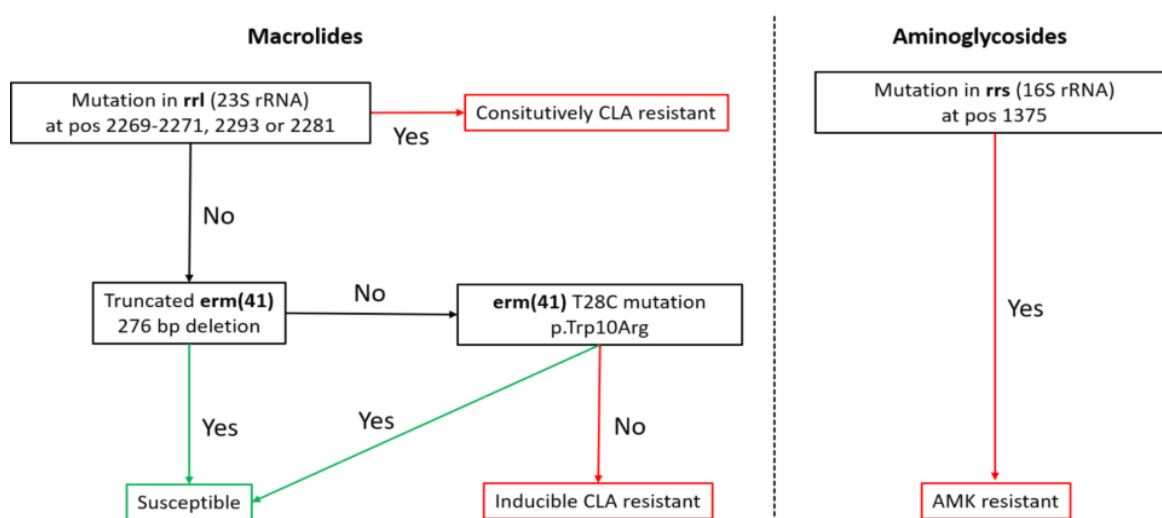 Macrolides
Mutation in rrl (23S rRNA)
at pos 2269-2271, 2293 or 2281
Yes
Consitutively CLA resistant
No
Truncated erm(41)
276 bp deletion
No
erm(41) T28C mutation
p.Trp10Arg
Yes
Yes
No
Susceptible
Inducible CLA resistant
Aminoglycosides
Mutation in rrs (16S rRNA)
at pos 1375
Yes
AMK resistant